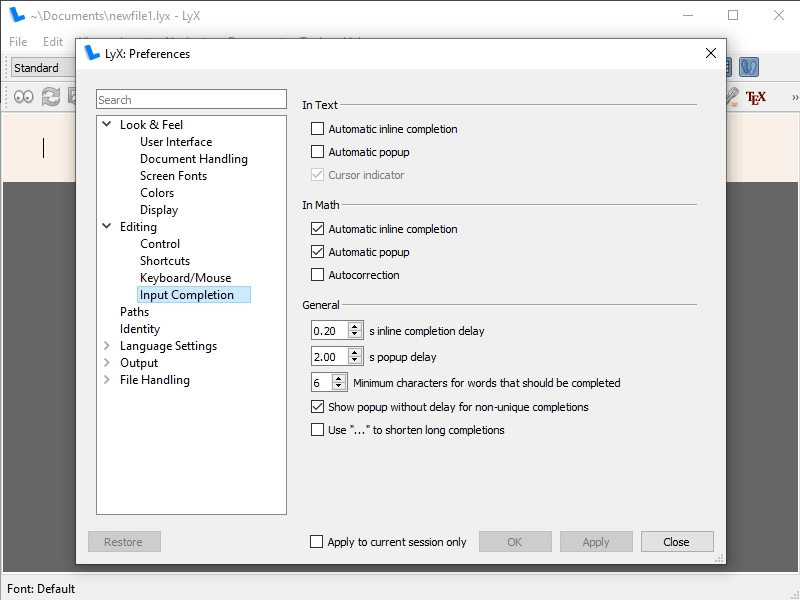 ~\Documents\newfile1.lyx - LyX
File Edit
LyX: Preferences
Standard
TEX
Search
Look & Feel
User Interface
Document Handling
Screen Fonts
Colors
Display
Editing
Control
Shortcuts
Keyboard/Mouse
Input Completion
Paths
Identity
Language Settings
Output
File Handling
In Text
Automatic inline completion
Automatic popup
Cursor indicator
In Math
Automatic inline completion
Automatic popup
Autocorrection
General
0.20 s inline completion delay
2.00 s popup delay
6 Minimum characters for words that should be completed
Show popup without delay for non-unique completions
Use "..." to shorten long completions
Restore
Apply to current session only
OK
Apply
Close
Font: Default